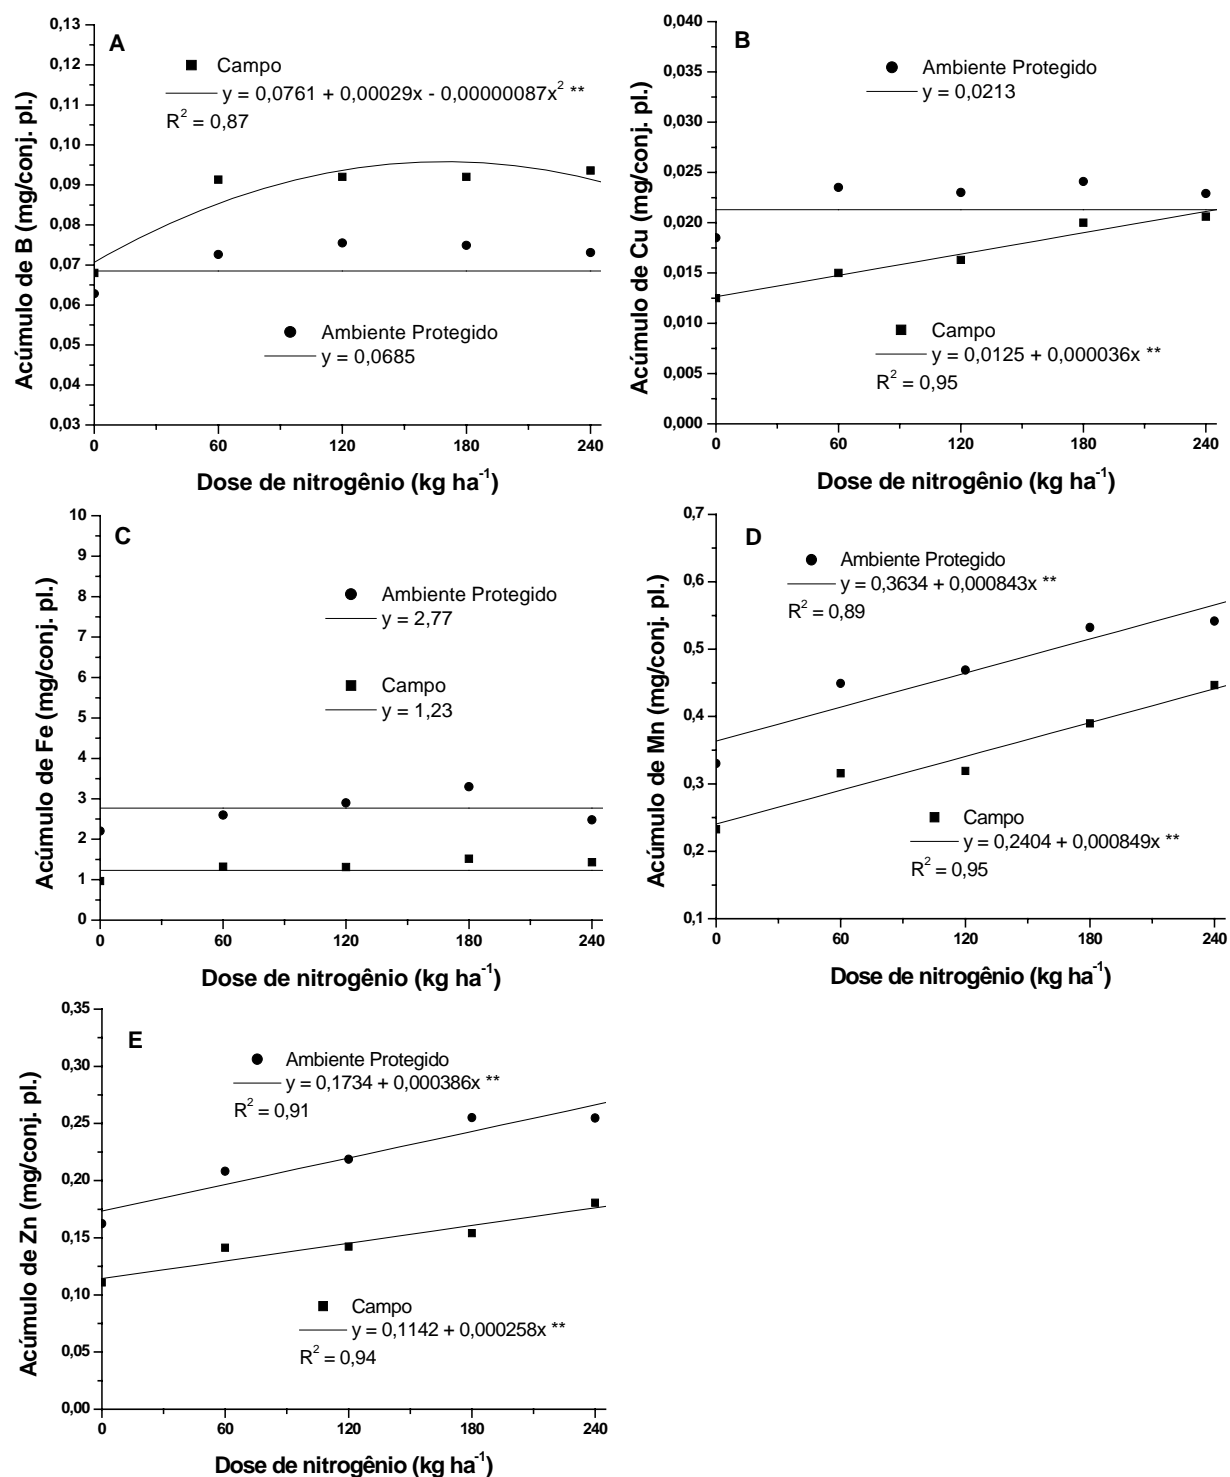 A
Acúmulo de B (mg/conj. pl.)
0,13
0,12
0,11
0,10
0,09
0,08
0,07
0,06
0,05
0,04
0,03
Campo
y = 0,0761 + 0,00029x - 0,00000087x² **
R² = 0,87
Ambiente Protegido
y = 0,0685
0 60 120 180 240
Dose de nitrogênio (kg ha⁻¹)
B
Acúmulo de Cu (mg/conj. pl.)
0,040
0,035
0,030
0,025
0,020
0,015
0,010
0,005
0,000
Ambiente Protegido
y = 0,0213
Campo
y = 0,0125 + 0,000036x **
R² = 0,95
0 60 120 180 240
Dose de nitrogênio (kg ha⁻¹)
C
Acúmulo de Fe (mg/conj. pl.)
10
9
8
7
6
5
4
3
2
1
0
Ambiente Protegido
y = 2,77
Campo
y = 1,23
0 60 120 180 240
Dose de nitrogênio (kg ha⁻¹)
D
Acúmulo de Mn (mg/conj. pl.)
0,7
0,6
0,5
0,4
0,3
0,2
0,1
Ambiente Protegido
y = 0,3634 + 0,000843x **
R² = 0,89
Campo
y = 0,2404 + 0,000849x **
R² = 0,95
0 60 120 180 240
Dose de nitrogênio (kg ha⁻¹)
E
Acúmulo de Zn (mg/conj. pl.)
0,35
0,30
0,25
0,20
0,15
0,10
0,05
0,00
Ambiente Protegido
y = 0,1734 + 0,000386x **
R² = 0,91
Campo
y = 0,1142 + 0,000258x **
R² = 0,94
0 60 120 180 240
Dose de nitrogênio (kg ha⁻¹)